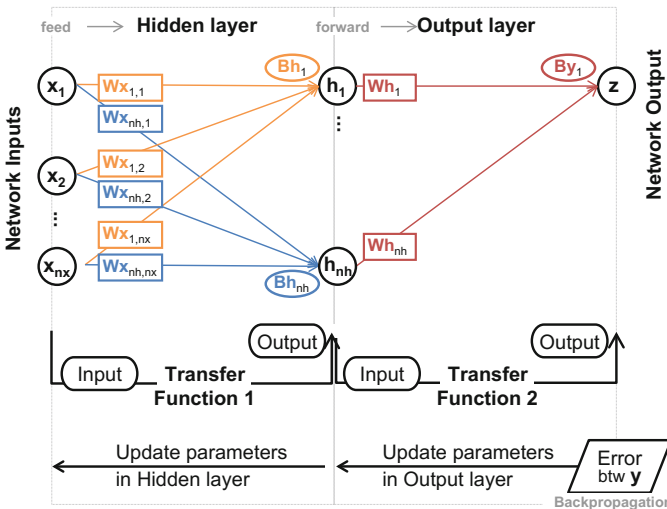 feed Hidden layer forward Output layer
Network Inputs
Network Output
x1 Wx1,1 Bh1 h1 Wh1 By1 z
Wxnh,1
...
x2 Wx1,2
Wxnh,2
...
Wx1,nx
Whnh
xnx Wxnh,nx Bhnh hnh
Input Output Input Output
Transfer Function 1
Transfer Function 2
Update parameters
in Hidden layer
Update parameters
in Output layer
Error
btw y
Backpropagation